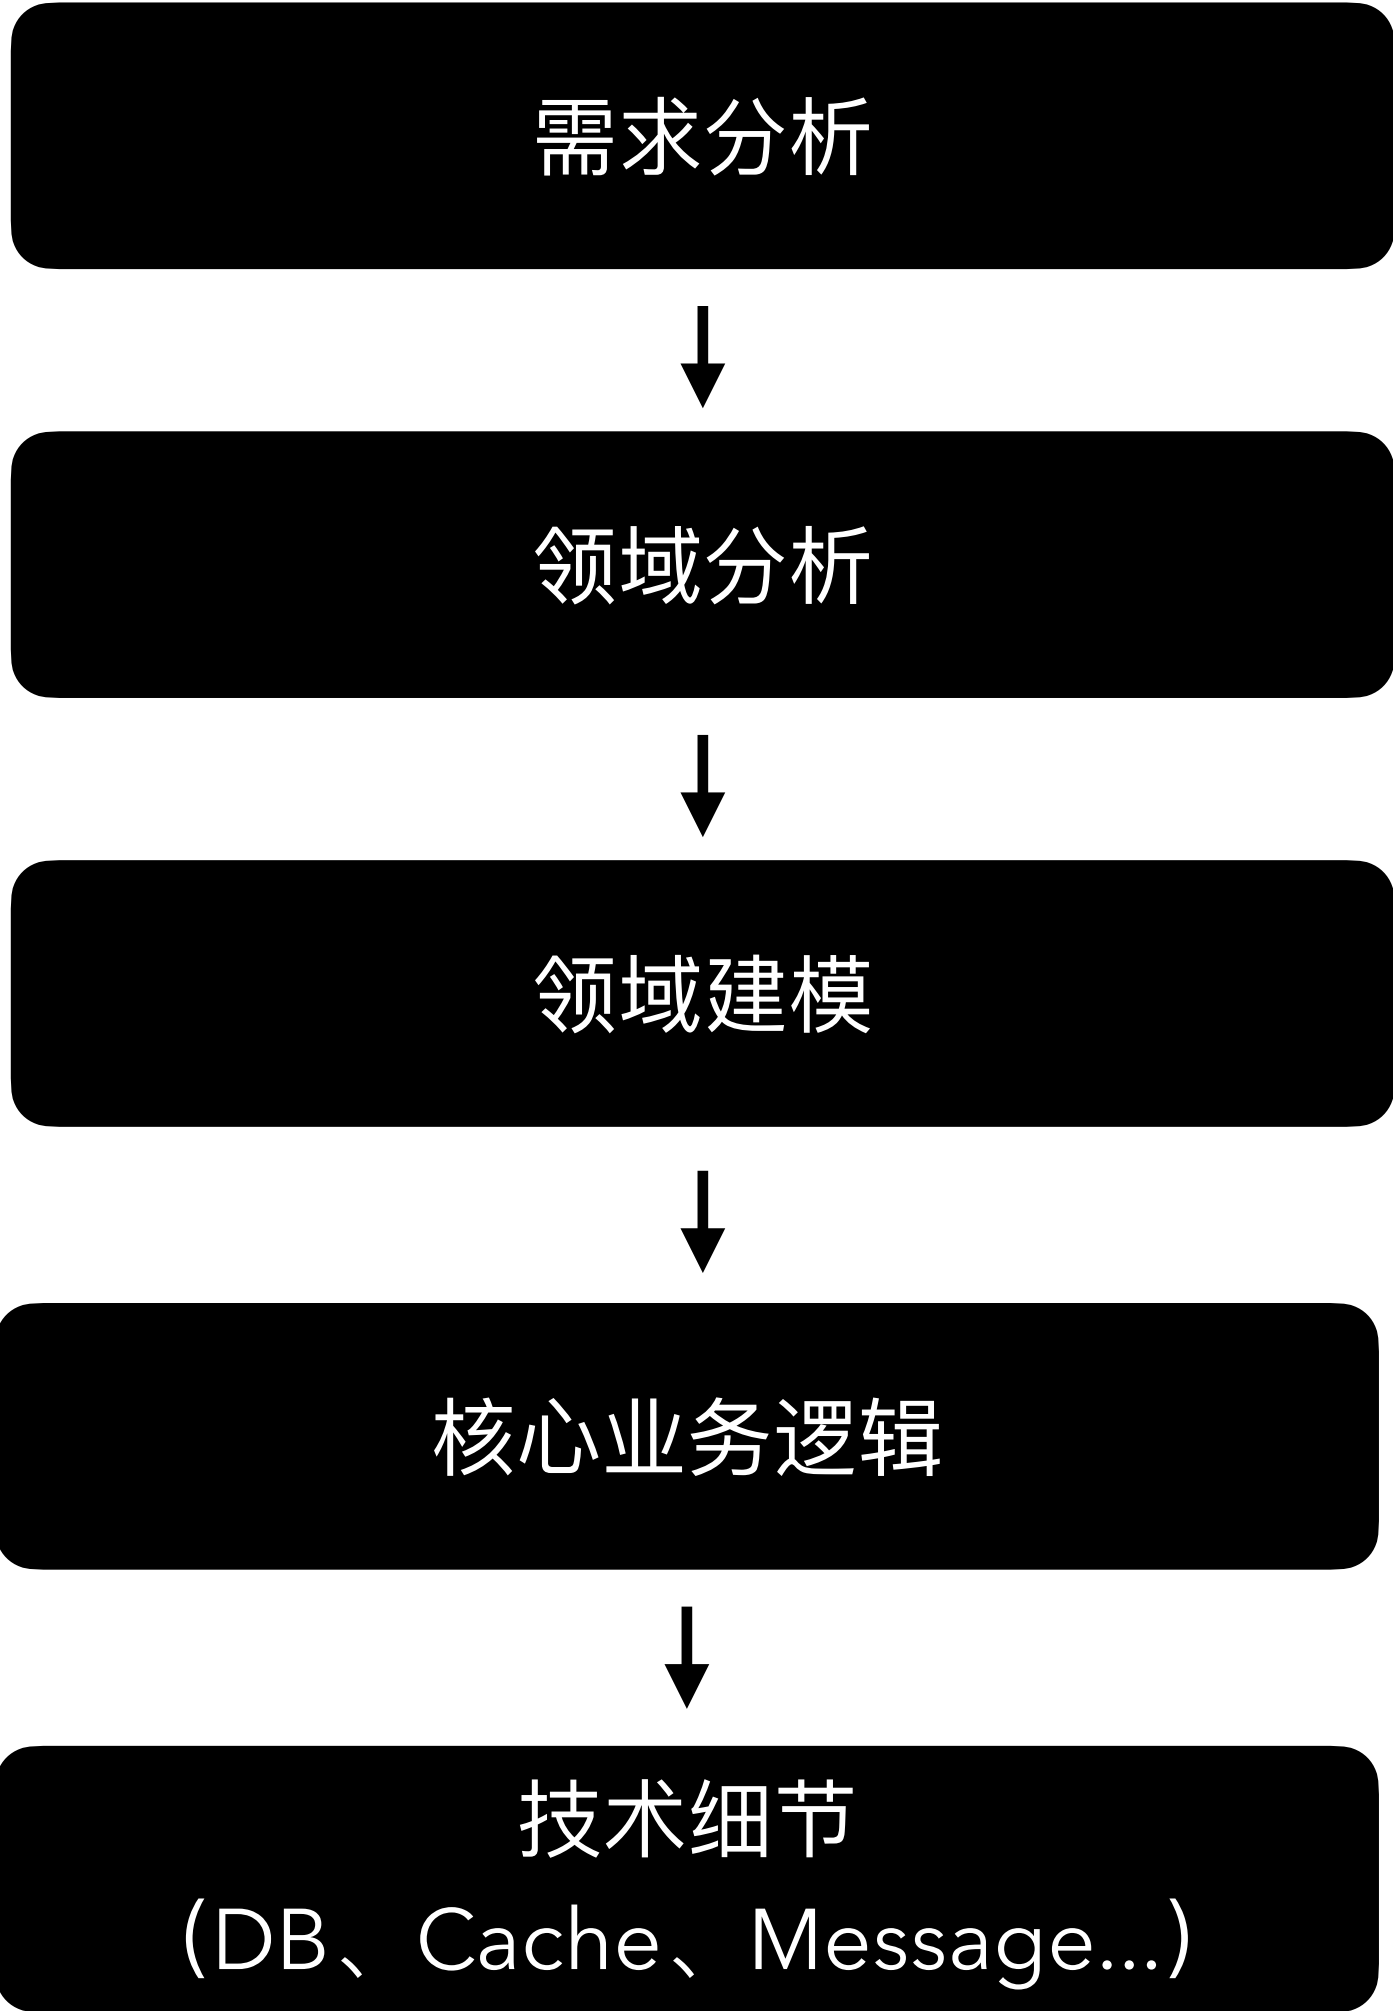 需求分析
领域分析
领域建模
核心业务逻辑
技术细节
(DB、Cache、Message...)